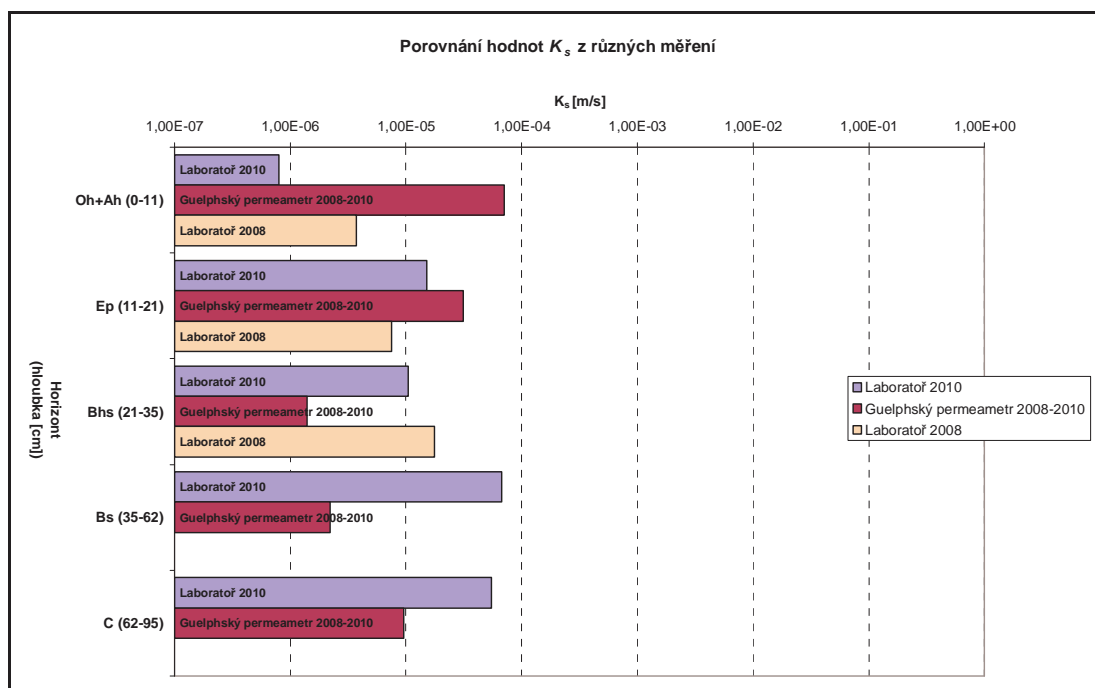 Porovnání hodnot K s z různých měření
Ks [m/s]
1,00E-07 1,00E-06 1,00E-05 1,00E-04 1,00E-03 1,00E-02 1,00E-01 1,00E+00
Horizont
(hloubka [cm])
Oh+Ah (0-11)
Laboratoř 2010
Guelphský permeametr 2008-2010
Laboratoř 2008
Ep (11-21)
Laboratoř 2010
Guelphský permeametr 2008-2010
Laboratoř 2008
Bhs (21-35)
Laboratoř 2010
Guelphský permeametr 2008-2010
Laboratoř 2008
Bs (35-62)
Laboratoř 2010
Guelphský permeametr 2008-2010
C (62-95)
Laboratoř 2010
Guelphský permeametr 2008-2010
Laboratoř 2010
Guelphský permeametr 2008-2010
Laboratoř 2008